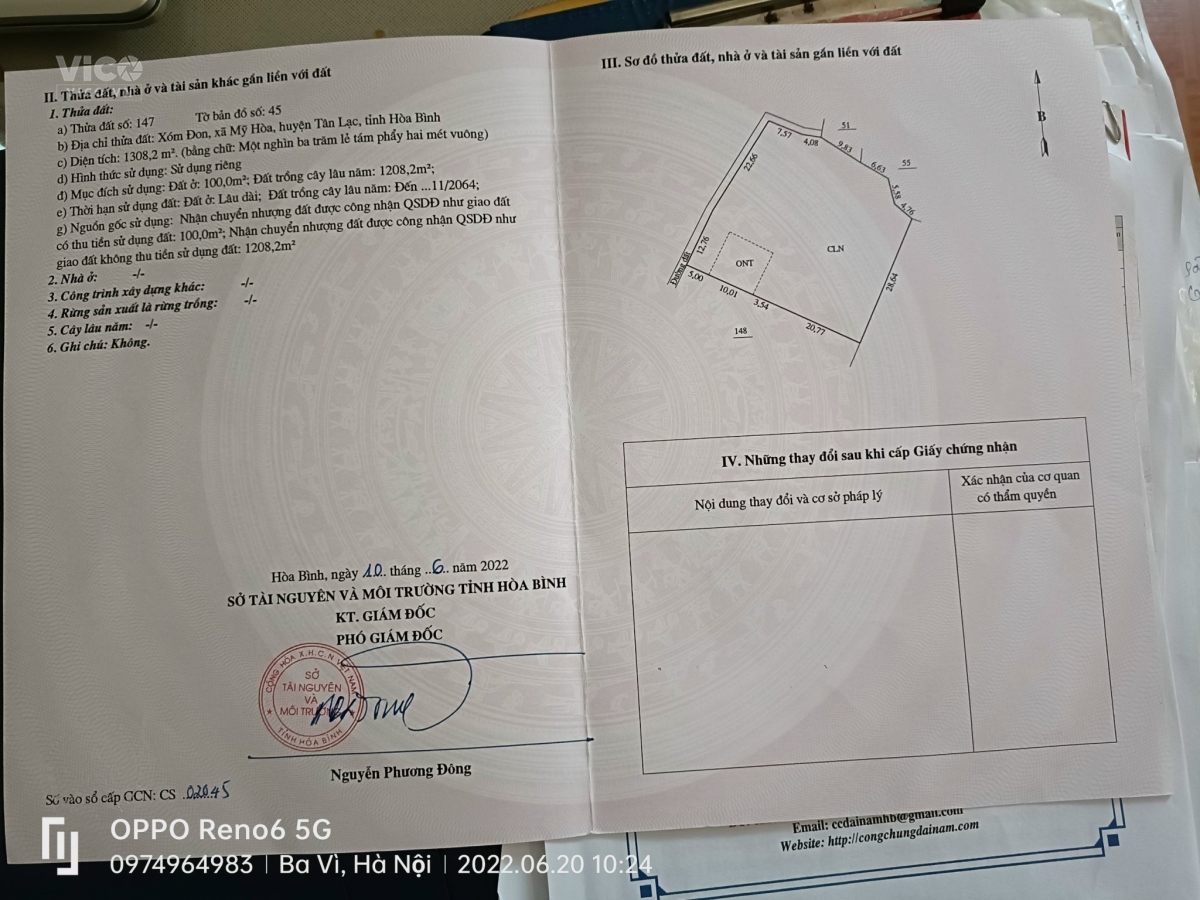 VICO
II. Thửa đất, nhà ở và tài sản khác gắn liền với đất
1. Thửa đất:
a) Thửa đất số: 147 Tờ bản đồ số: 45
b) Địa chỉ thửa đất: Xóm Đon, xã Mỹ Hòa, huyện Tân Lạc, tỉnh Hòa Bình
c) Diện tích: 1308,2 m². (bằng chữ: Một nghìn ba trăm lẻ tám phẩy hai mét vuông)
d) Hình thức sử dụng: Sử dụng riêng
đ) Mục đích sử dụng: Đất ở: 100,0m²; Đất trồng cây lâu năm: 1208,2m²;
e) Thời hạn sử dụng đất: Đất ở: Lâu dài; Đất trồng cây lâu năm: Đến ...11/2064;
g) Nguồn gốc sử dụng: Nhận chuyển nhượng đất được công nhận QSDĐ như giao đất
có thu tiền sử dụng đất: 100,0m²; Nhận chuyển nhượng đất được công nhận QSDĐ như
giao đất không thu tiền sử dụng đất: 1208,2m²
2. Nhà ở: -/-
3. Công trình xây dựng khác: -/-
4. Rừng sản xuất là rừng trồng: -/-
5. Cây lâu năm: -/-
6. Ghi chú: Không.
Hòa Bình, ngày 10 tháng 6 năm 2022
SỞ TÀI NGUYÊN VÀ MÔI TRƯỜNG TỈNH HÒA BÌNH
KT. GIÁM ĐỐC
PHÓ GIÁM ĐỐC
CỘNG HÒA X.H.C.N VIỆT NAM
SỞ
TÀI NGUYÊN
VÀ
MÔI TRƯỜNG
TỈNH HÒA BÌNH
Nguyễn Phương Đông
Số vào sổ cấp GCN: CS .02045
III. Sơ đồ thửa đất, nhà ở và tài sản gắn liền với đất
B
7,57
4,08
51
9,83
6,63
55
5,58
4,76
22,66
12,76
Đường đất
ONT
CLN
28,64
5,00
10,01
3,54
20,77
148
IV. Những thay đổi sau khi cấp Giấy chứng nhận
Nội dung thay đổi và cơ sở pháp lý
Xác nhận của cơ quan
có thẩm quyền
Email: ccdainamhb@gmail.com
Website: http://congchungdainam.com
OPPO Reno6 5G
0974964983 | Ba Vì, Hà Nội | 2022.06.20 10:24